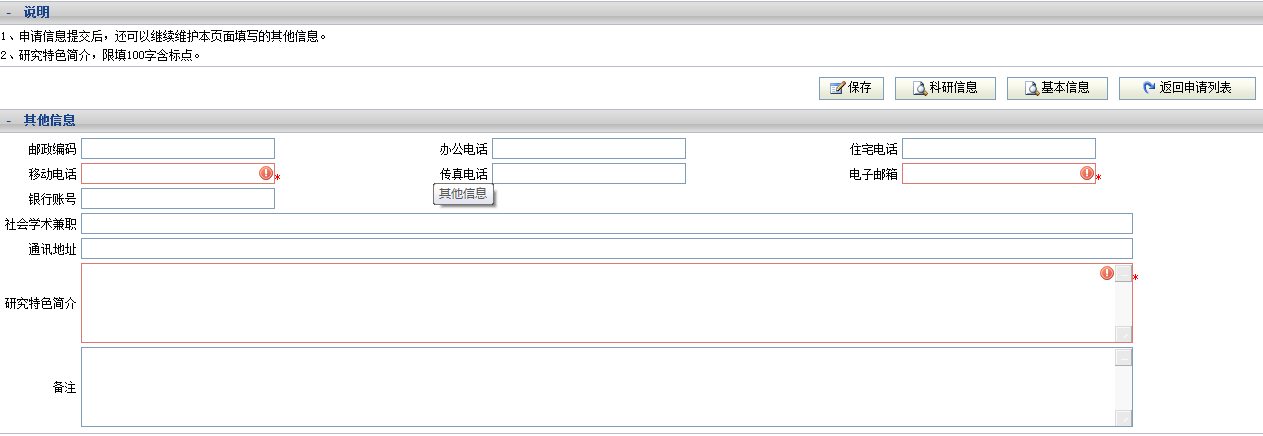 - 说明
1、申请信息提交后，还可以继续维护本页面填写的其他信息。
2、研究特色简介，限填100字含标点。
保存 科研信息 基本信息 返回申请列表
- 其他信息
邮政编码 办公电话 住宅电话
移动电话 * 传真电话 电子邮箱 *
其他信息
银行账号
社会学术兼职
通讯地址
研究特色简介 *
备注